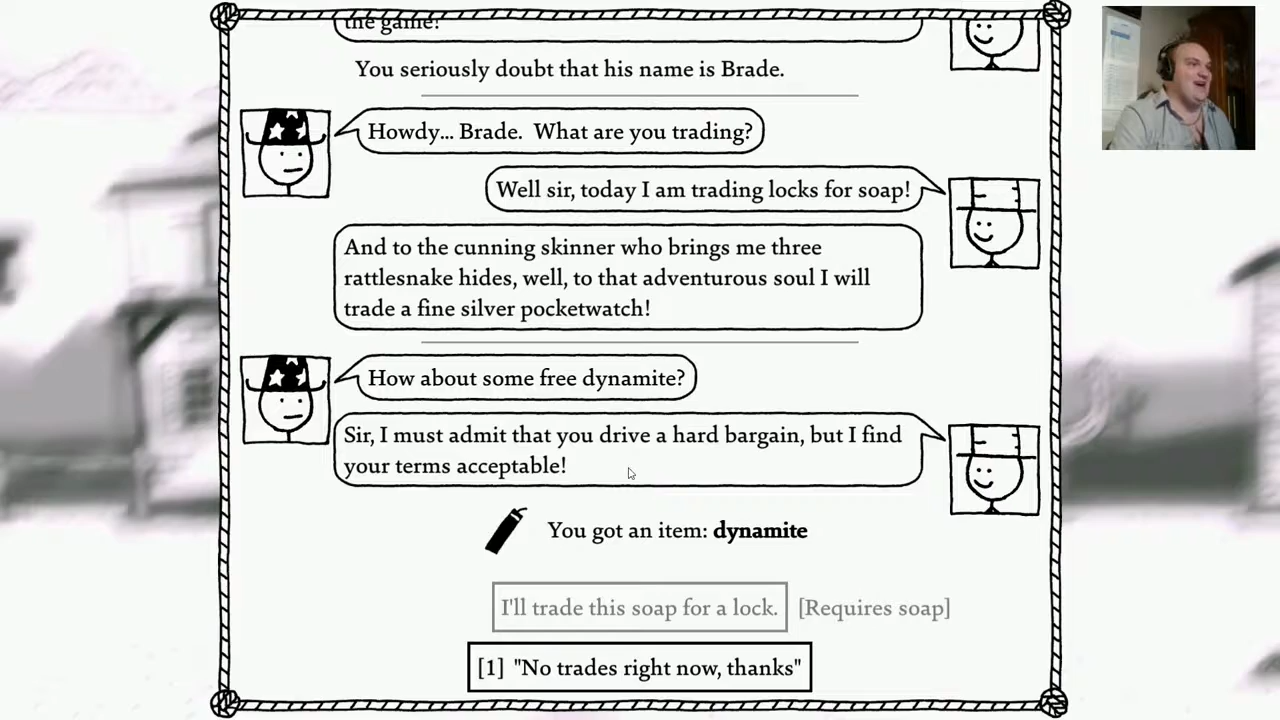 the game!
You seriously doubt that his name is Brade.
Howdy... Brade.  What are you trading?
Well sir, today I am trading locks for soap!
And to the cunning skinner who brings me three
rattlesnake hides, well, to that adventurous soul I will
trade a fine silver pocketwatch!
How about some free dynamite?
Sir, I must admit that you drive a hard bargain, but I find
your terms acceptable!
You got an item: dynamite
I'll trade this soap for a lock. [Requires soap]
[1] "No trades right now, thanks"